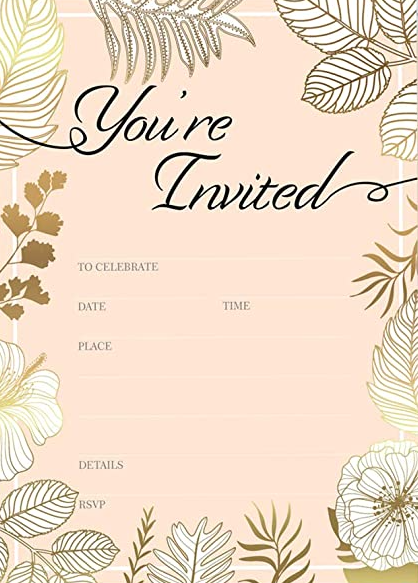 You're
Invited
TO CELEBRATE
DATE TIME
PLACE
DETAILS
RSVP